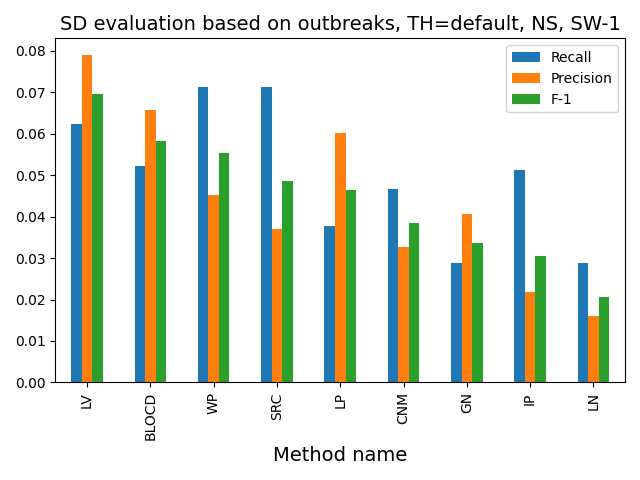 SD evaluation based on outbreaks, TH=default, NS, SW-1
Recall
Precision
F-1
0.08
0.07
0.06
0.05
0.04
0.03
0.02
0.01
0.00
LV
BLOCD
WP
SRC
LP
CNM
GN
IP
LN
Method name